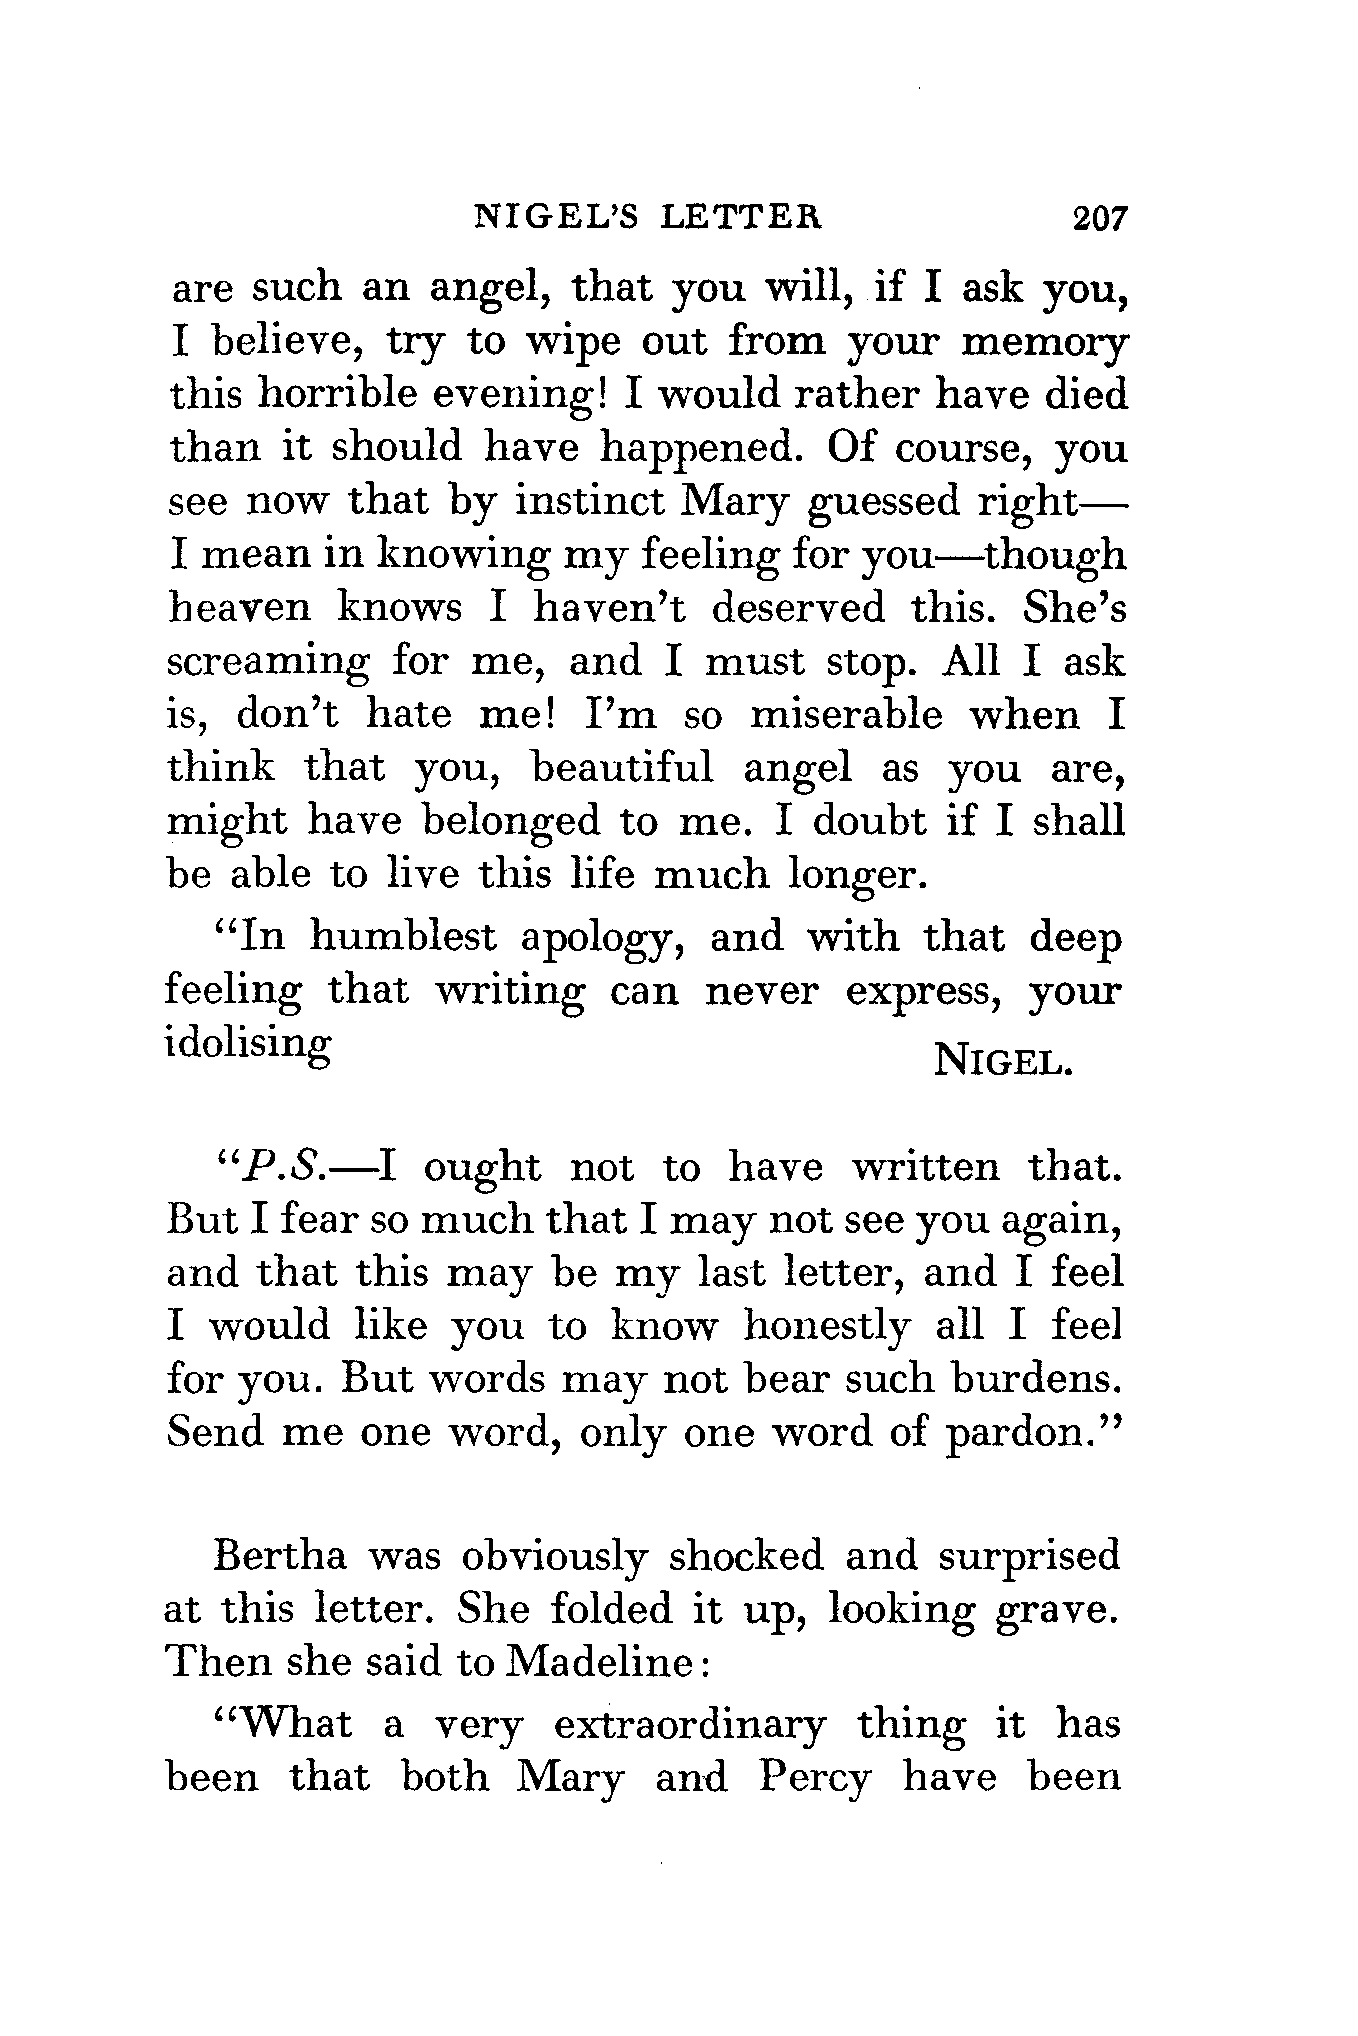 NIGEL'S LETTER 207
are such an angel, that you will, if I ask you,
I believe, try to wipe out from your memory
this horrible evening! I would rather have died
than it should have happened. Of course, you
see now that by instinct Mary guessed right—
I mean in knowing my feeling for you—though
heaven knows I haven't deserved this. She's
screaming for me, and I must stop. All I ask
is, don't hate me! I'm so miserable when I
think that you, beautiful angel as you are,
might have belonged to me. I doubt if I shall
be able to live this life much longer.
"In humblest apology, and with that deep
feeling that writing can never express, your
idolising
NIGEL.
"P.S.—I ought not to have written that.
But I fear so much that I may not see you again,
and that this may be my last letter, and I feel
I would like you to know honestly all I feel
for you. But words may not bear such burdens.
Send me one word, only one word of pardon."
Bertha was obviously shocked and surprised
at this letter. She folded it up, looking grave.
Then she said to Madeline:
"What a very extraordinary thing it has
been that both Mary and Percy have been